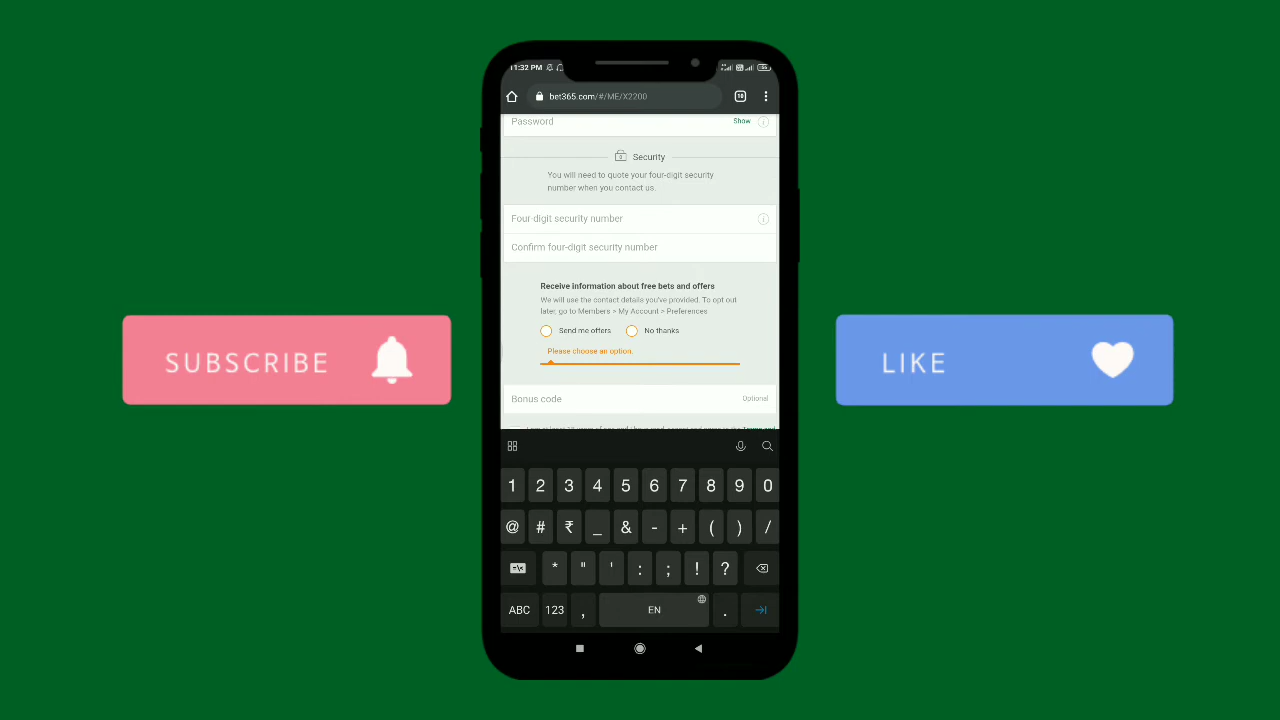 11:32 PM
bet365.com/#/ME/X2200
10
Password
Show
Security
You will need to quote your four-digit security
number when you contact us.
Four-digit security number
Confirm four-digit security number
Receive information about free bets and offers
We will use the contact details you've provided. To opt out
later, go to Members > My Account > Preferences
Send me offers No thanks
Please choose an option.
Bonus code
Optional
SUBSCRIBE
LIKE
1 2 3 4 5 6 7 8 9 0
@ # ₹ _ & - + ( ) /
=\< * " ' : ; ! ?
ABC 123 , EN .